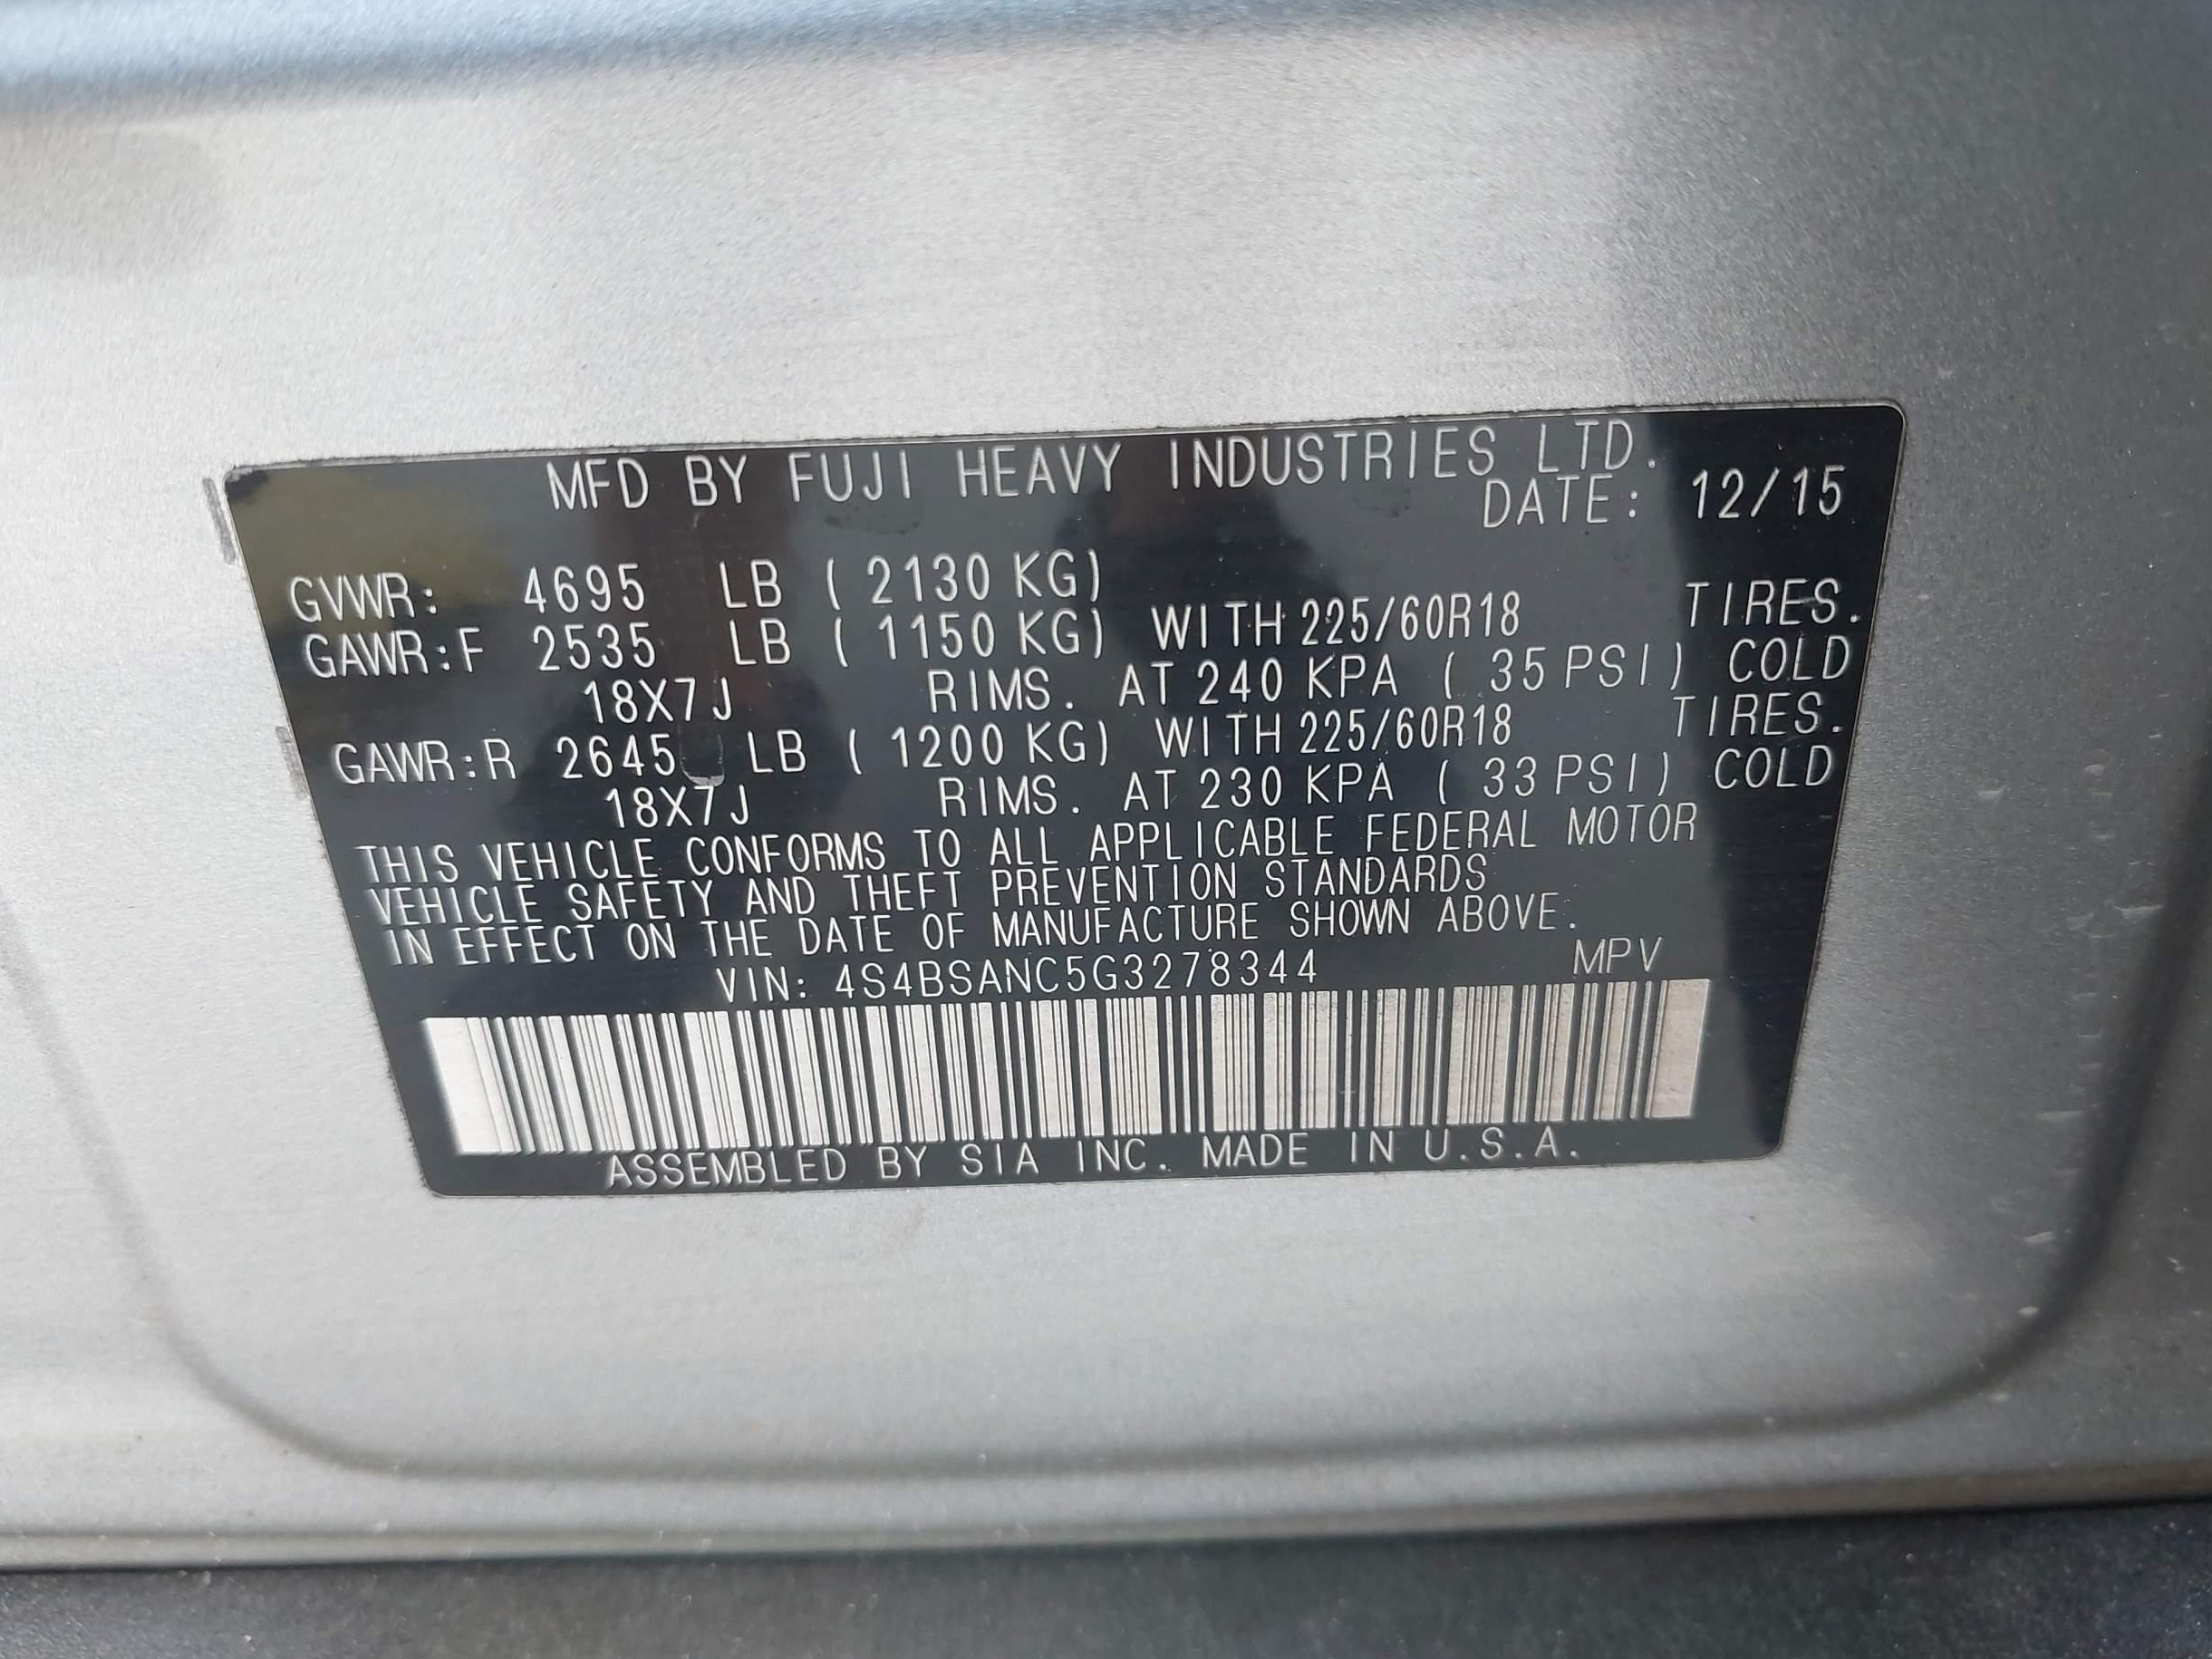 MFD BY FUJI HEAVY INDUSTRIES LTD.
DATE: 12/15
GVWR: 4695 LB ( 2130 KG)
GAWR:F 2535 LB ( 1150 KG) WITH 225/60R18 TIRES.
18X7J RIMS. AT 240 KPA ( 35 PSI) COLD
GAWR:R 2645 LB ( 1200 KG) WITH 225/60R18 TIRES.
18X7J RIMS. AT 230 KPA ( 33 PSI) COLD
THIS VEHICLE CONFORMS TO ALL APPLICABLE FEDERAL MOTOR
VEHICLE SAFETY AND THEFT PREVENTION STANDARDS
IN EFFECT ON THE DATE OF MANUFACTURE SHOWN ABOVE.
VIN: 4S4BSANC5G3278344 MPV
ASSEMBLED BY SIA INC. MADE IN U.S.A.